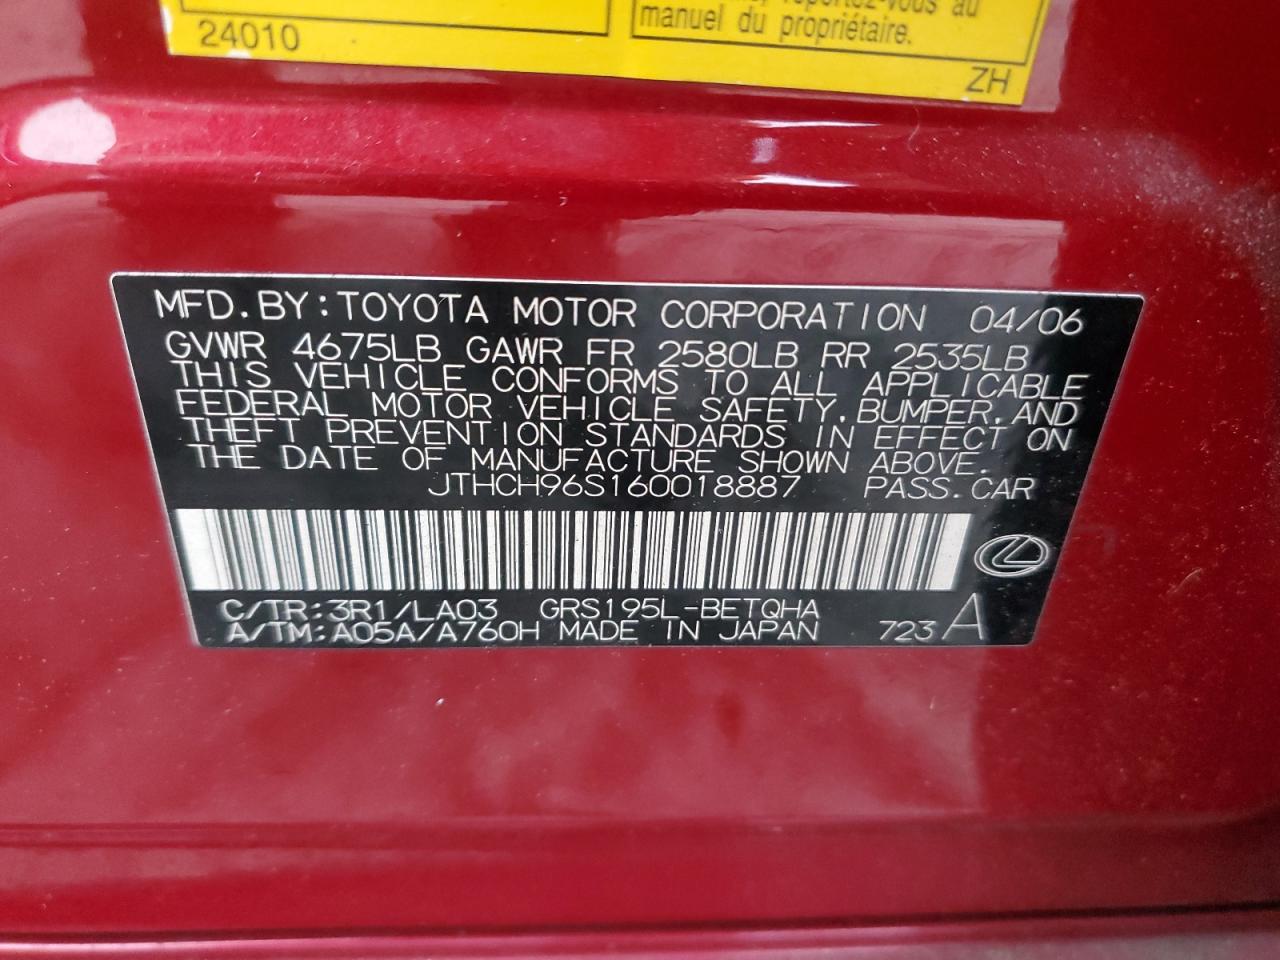 reportez-vous au
manuel du propriétaire.
24010
ZH
MFD. BY: TOYOTA MOTOR CORPORATION 04/06
GVWR 4675LB GAWR FR 2580LB RR 2535LB
THIS VEHICLE CONFORMS TO ALL APPLICABLE
FEDERAL MOTOR VEHICLE SAFETY, BUMPER, AND
THEFT PREVENTION STANDARDS IN EFFECT ON
THE DATE OF MANUFACTURE SHOWN ABOVE.
JTHCH96S160018887 PASS. CAR
C/TR: 3R1/LA03 GRS195L-BETQHA
A/TM: A05A/A760H MADE IN JAPAN 723 A